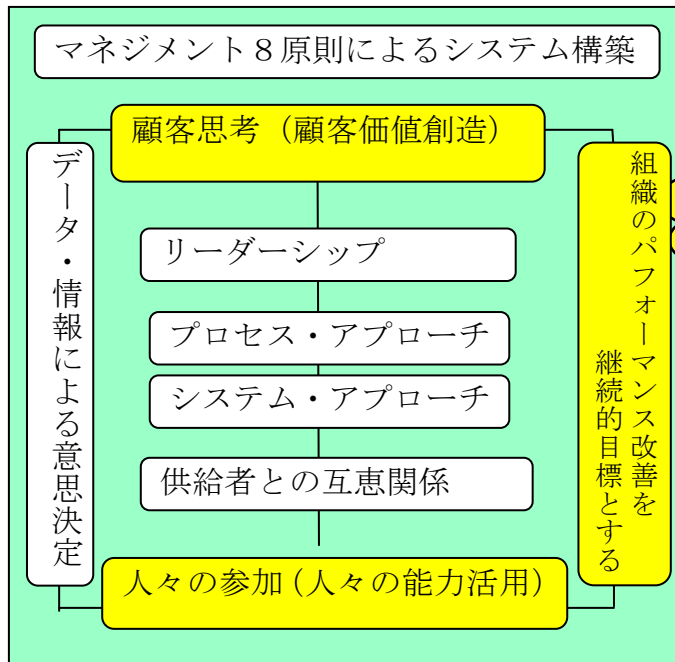 マネジメント８原則によるシステム構築
顧客思考（顧客価値創造）
データ・情報による意思決定
リーダーシップ
プロセス・アプローチ
システム・アプローチ
供給者との互恵関係
人々の参加(人々の能力活用）
組織のパフォーマンス改善を
継続的目標とする